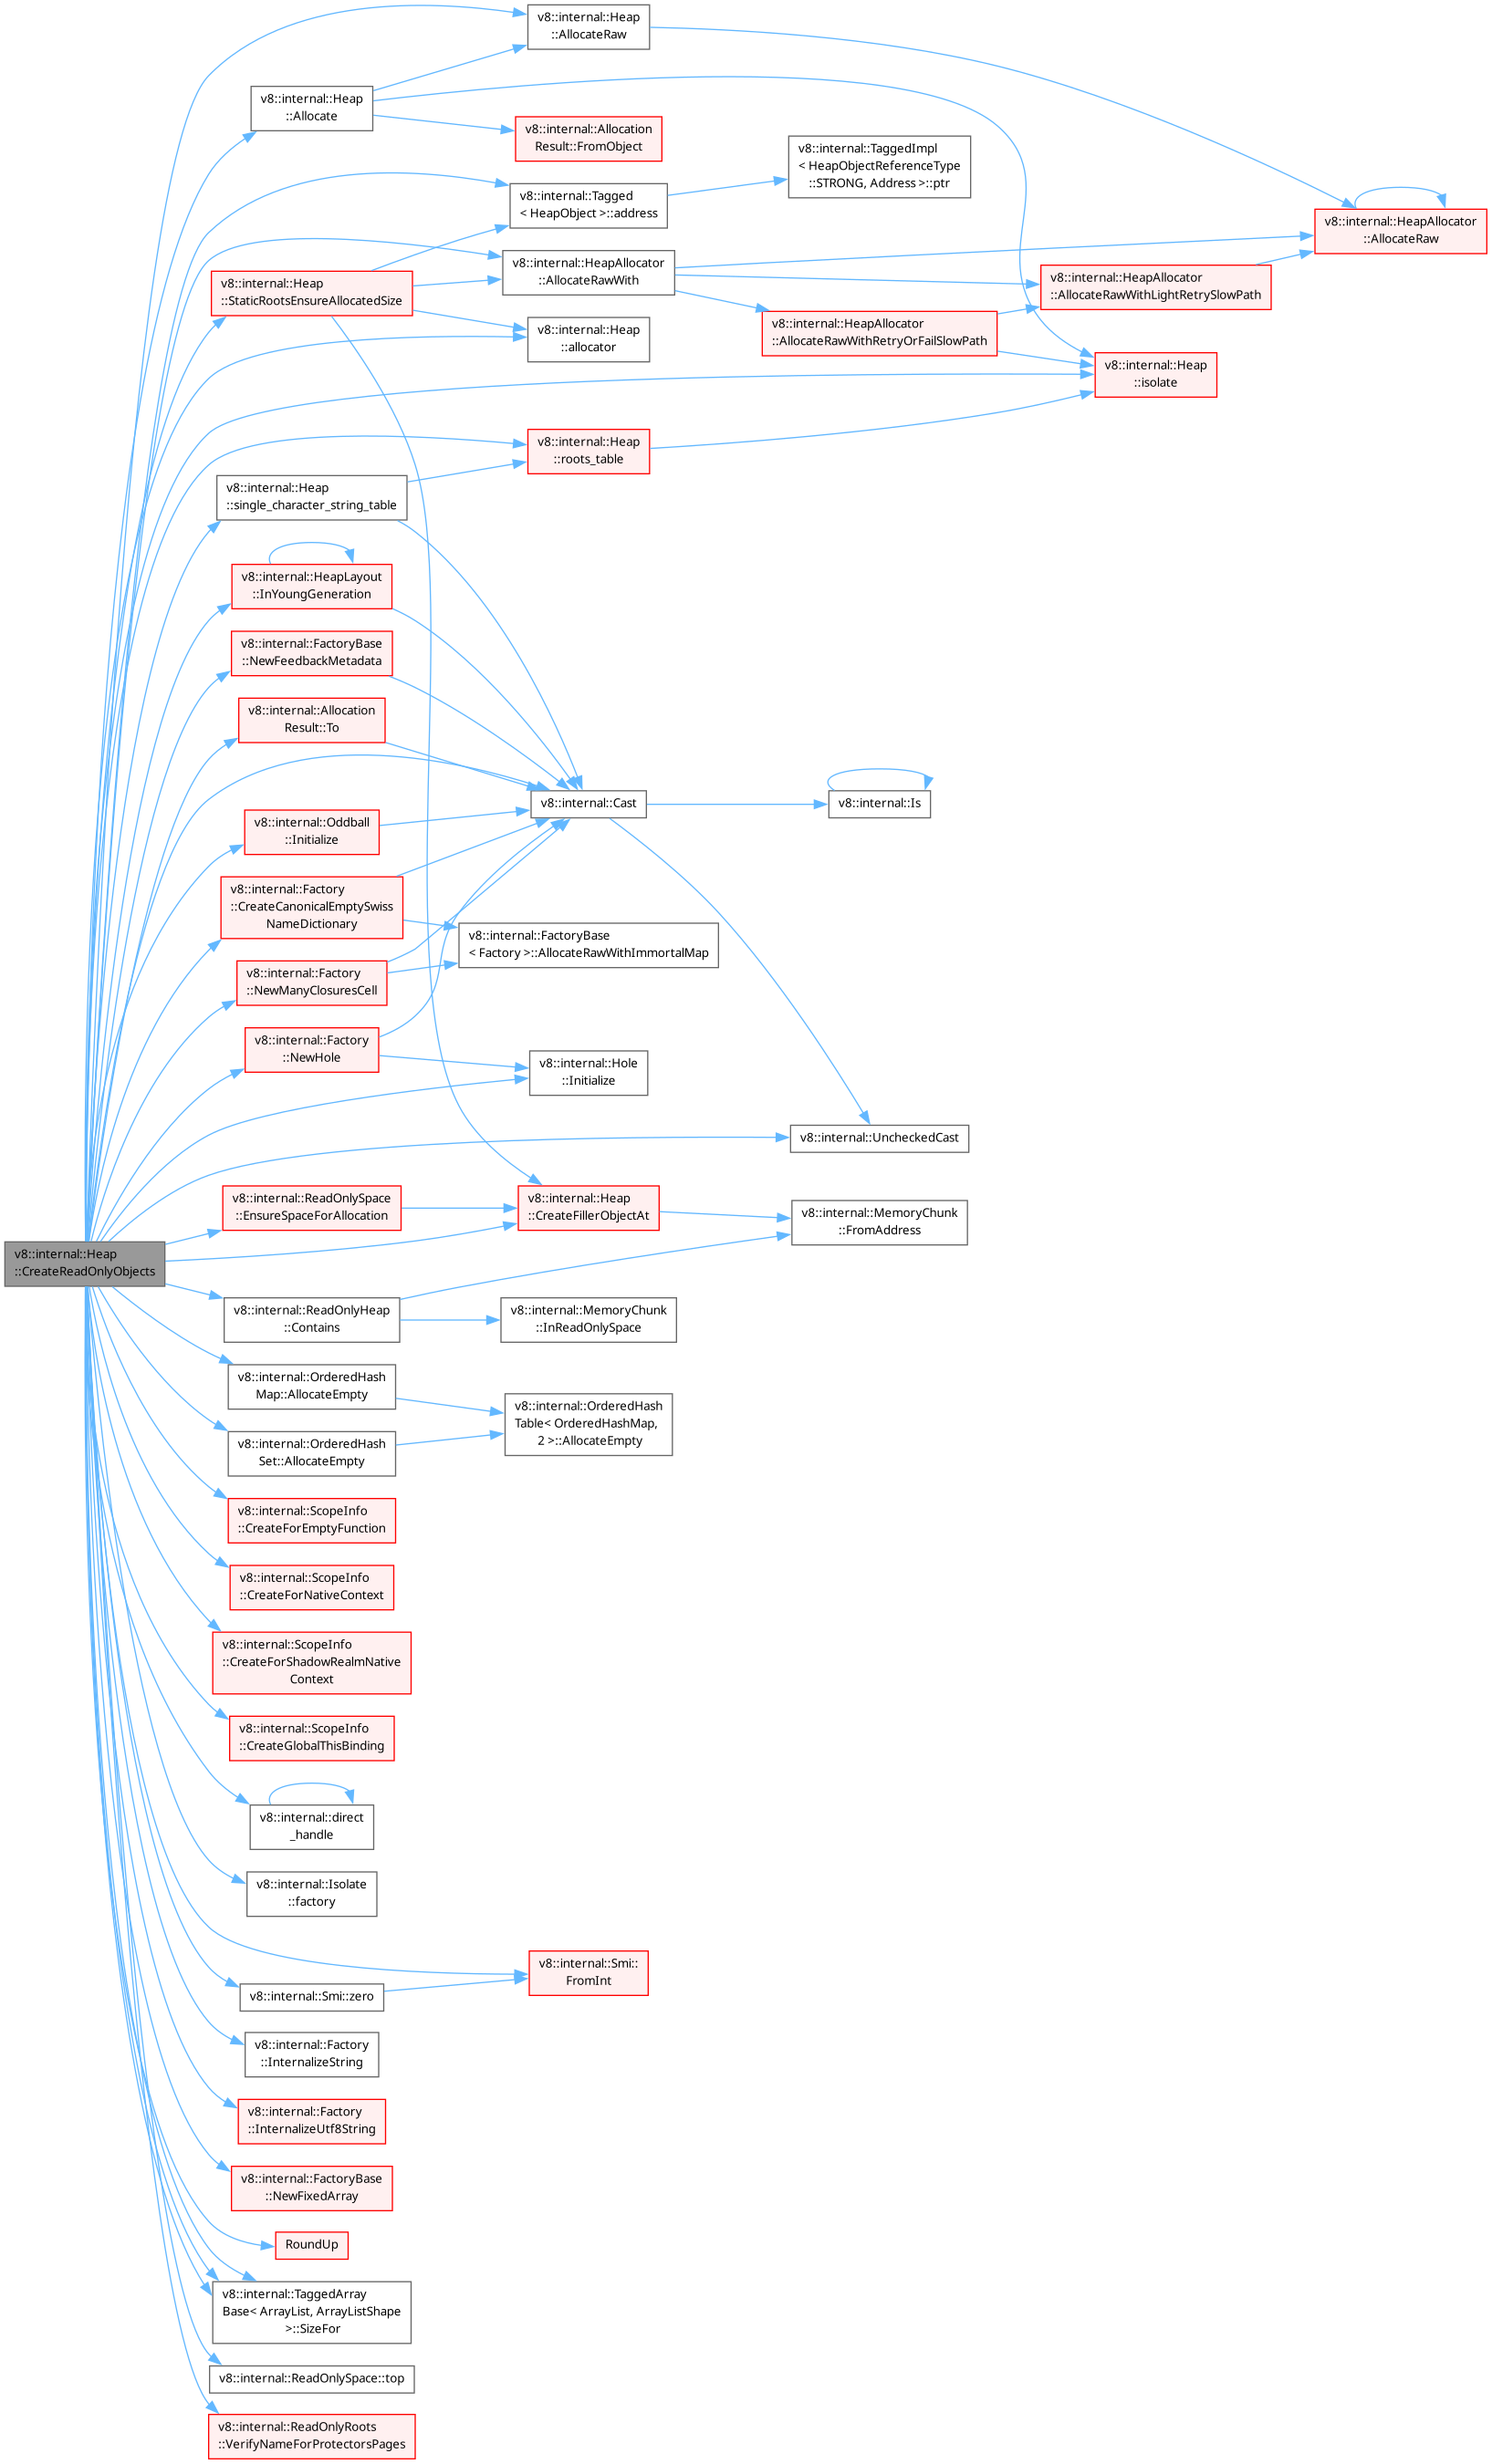 v8::internal::Heap
::AllocateRaw
v8::internal::Heap
::Allocate
v8::internal::Allocation
Result::FromObject
v8::internal::TaggedImpl
< HeapObjectReferenceType
::STRONG, Address >::ptr
v8::internal::Tagged
< HeapObject >::address
v8::internal::HeapAllocator
::AllocateRaw
v8::internal::HeapAllocator
::AllocateRawWith
v8::internal::Heap
::StaticRootsEnsureAllocatedSize
v8::internal::HeapAllocator
::AllocateRawWithLightRetrySlowPath
v8::internal::HeapAllocator
::AllocateRawWithRetryOrFailSlowPath
v8::internal::Heap
::allocator
v8::internal::Heap
::isolate
v8::internal::Heap
::roots_table
v8::internal::Heap
::single_character_string_table
v8::internal::HeapLayout
::InYoungGeneration
v8::internal::FactoryBase
::NewFeedbackMetadata
v8::internal::Allocation
Result::To
v8::internal::Cast
v8::internal::Is
v8::internal::Oddball
::Initialize
v8::internal::Factory
::CreateCanonicalEmptySwiss
NameDictionary
v8::internal::FactoryBase
< Factory >::AllocateRawWithImmortalMap
v8::internal::Factory
::NewManyClosuresCell
v8::internal::Factory
::NewHole
v8::internal::Hole
::Initialize
v8::internal::UncheckedCast
v8::internal::ReadOnlySpace
::EnsureSpaceForAllocation
v8::internal::Heap
::CreateFillerObjectAt
v8::internal::MemoryChunk
::FromAddress
v8::internal::Heap
::CreateReadOnlyObjects
v8::internal::ReadOnlyHeap
::Contains
v8::internal::MemoryChunk
::InReadOnlySpace
v8::internal::OrderedHash
Map::AllocateEmpty
v8::internal::OrderedHash
Table< OrderedHashMap,
2 >::AllocateEmpty
v8::internal::OrderedHash
Set::AllocateEmpty
v8::internal::ScopeInfo
::CreateForEmptyFunction
v8::internal::ScopeInfo
::CreateForNativeContext
v8::internal::ScopeInfo
::CreateForShadowRealmNative
Context
v8::internal::ScopeInfo
::CreateGlobalThisBinding
v8::internal::direct
_handle
v8::internal::Isolate
::factory
v8::internal::Smi::
FromInt
v8::internal::Smi::zero
v8::internal::Factory
::InternalizeString
v8::internal::Factory
::InternalizeUtf8String
v8::internal::FactoryBase
::NewFixedArray
RoundUp
v8::internal::TaggedArray
Base< ArrayList, ArrayListShape
>::SizeFor
v8::internal::ReadOnlySpace::top
v8::internal::ReadOnlyRoots
::VerifyNameForProtectorsPages